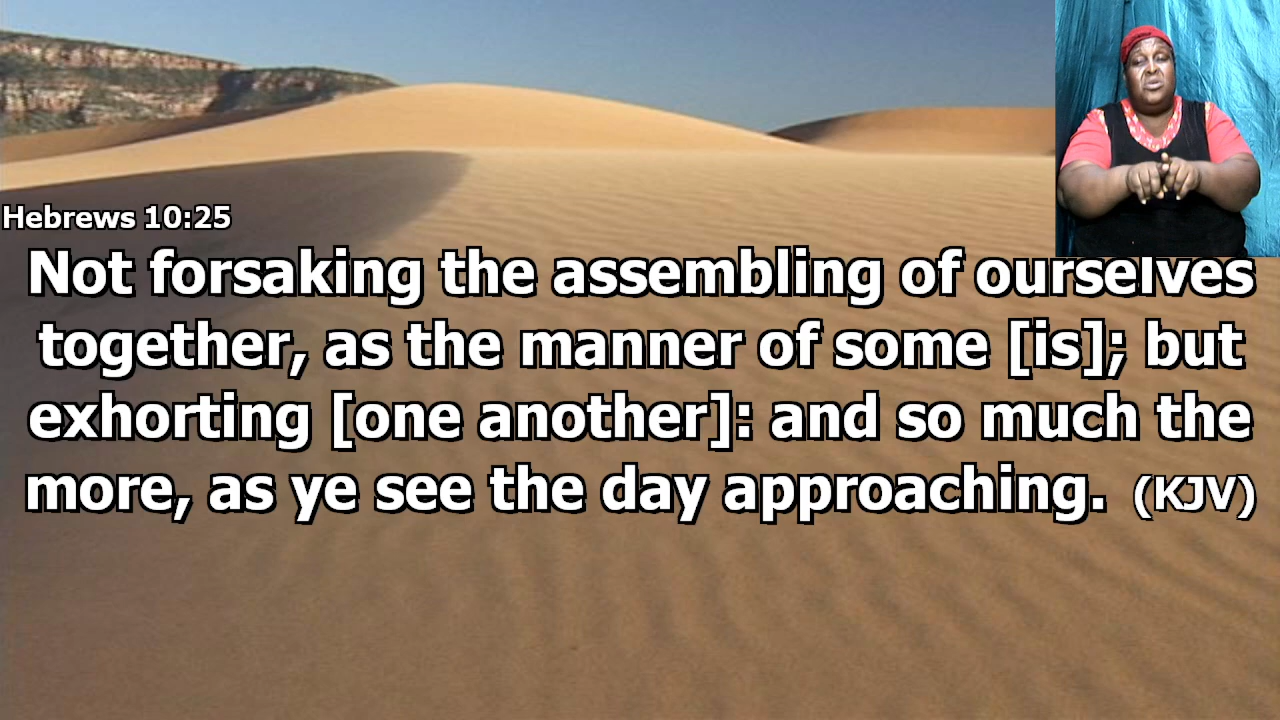 Hebrews 10:25
Not forsaking the assembling of ourselves
together, as the manner of some [is]; but
exhorting [one another]: and so much the
more, as ye see the day approaching. (KJV)